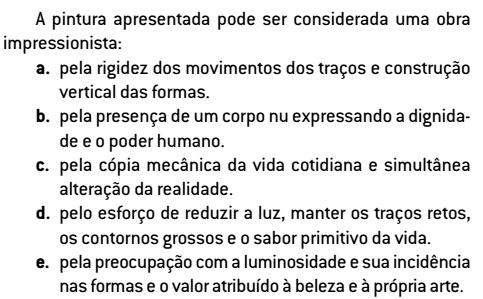 A pintura apresentada pode ser considerada uma obra
impressionista:
a. pela rigidez dos movimentos dos traços e construção
vertical das formas.
b. pela presença de um corpo nu expressando a dignida-
de e o poder humano.
c. pela cópia mecânica da vida cotidiana e simultânea
alteração da realidade.
d. pelo esforço de reduzir a luz, manter os traços retos,
os contornos grossos e o sabor primitivo da vida.
e. pela preocupação com a luminosidade e sua incidência
nas formas e o valor atribuído à beleza e à própria arte.